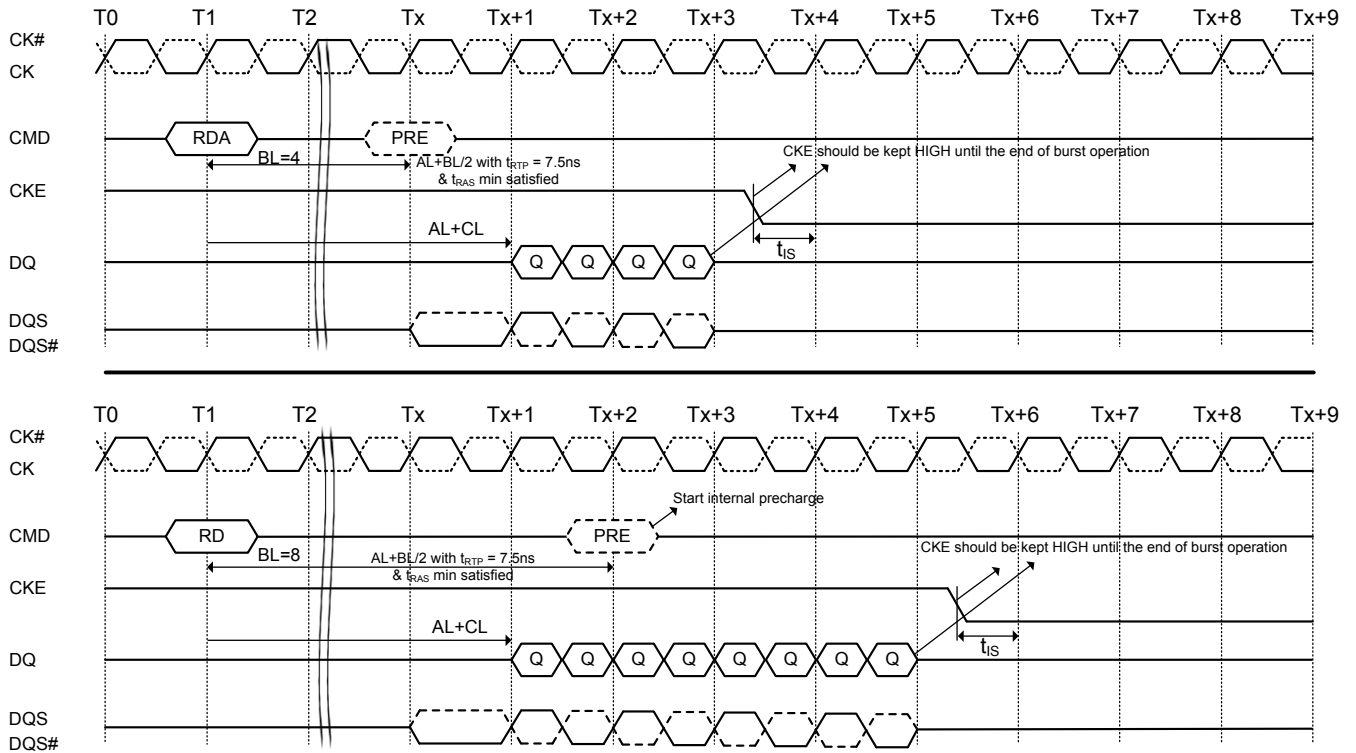 T0 T1 T2 Tx Tx+1 Tx+2 Tx+3 Tx+4 Tx+5 Tx+6 Tx+7 Tx+8 Tx+9
CK#
CK
CMD RDA PRE
BL=4 AL+BL/2 with tRTP = 7.5ns
& tRAS min satisfied
CKE should be kept HIGH until the end of burst operation
CKE
AL+CL
tIS
DQ Q Q Q Q
DQS
DQS#
T0 T1 T2 Tx Tx+1 Tx+2 Tx+3 Tx+4 Tx+5 Tx+6 Tx+7 Tx+8 Tx+9
CK#
CK
Start internal precharge
CMD RD PRE
CKE should be kept HIGH until the end of burst operation
BL=8 AL+BL/2 with tRTP = 7.5ns
& tRAS min satisfied
CKE
AL+CL
tIS
DQ Q Q Q Q Q Q Q Q
DQS
DQS#